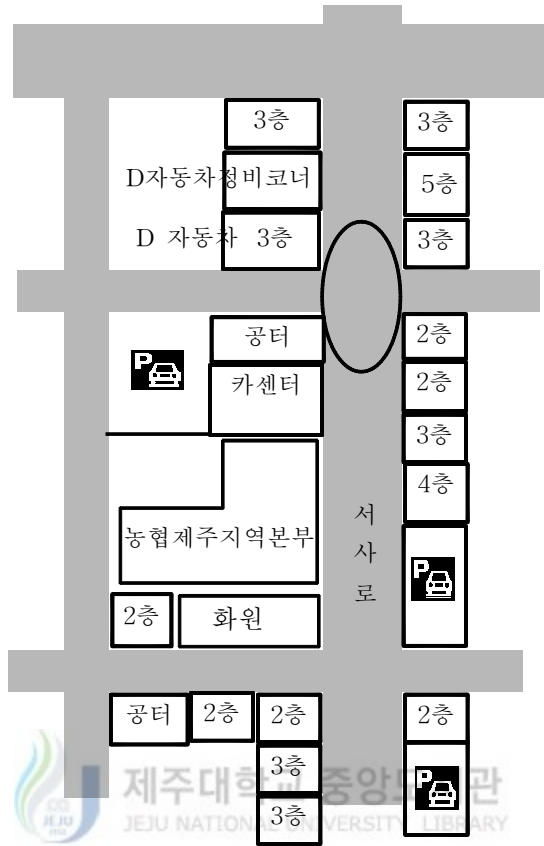 3층
3층
D자동차정비코너
5층
D 자동차 3층
3층
공터
2층
P
카센터
2층
3층
4층
서
사
로
농협제주지역본부
P
2층
화원
공터
2층
2층
2층
3층
P
3층
제주대학교 중앙도서관
JEJU NATIONAL UNIVERSITY LIBRARY
JEJU
1952